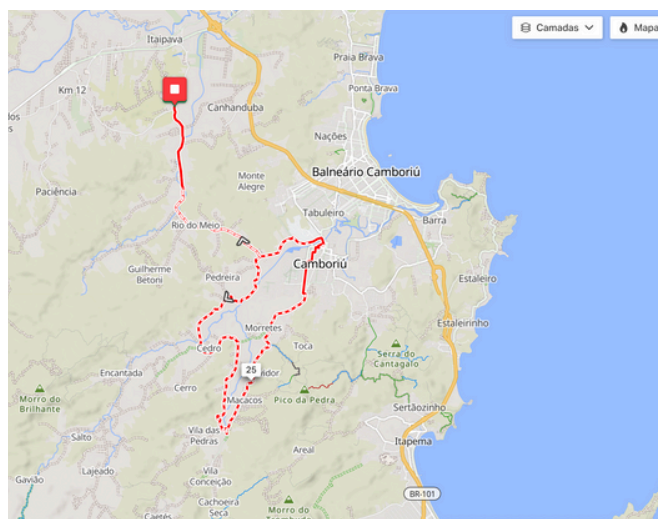 Camadas
Mapa
Itaipava
Praia Brava
Ponta Brava
Km 12
Canhanduba
Nações
Balneário Camboriú
Monte
Alegre
Paciência
Tabuleiro
Barra
Rio do Meio
Camboriú
Guilherme
Betoni
Pedreira
Estaleiro
Morretes
Estaleirinho
Cedro
Toca
Serra do
Cantagalo
Encantada
25
idor
Cerro
Pico da Pedra
Morro do
Brilhante
Macacos
Sertãozinho
Salto
Vila das
Pedras
Itapema
Areal
Gavião
Lajeado
Vila
Conceição
BR-101
Cachoeira
Seca
Morro do
Caetés